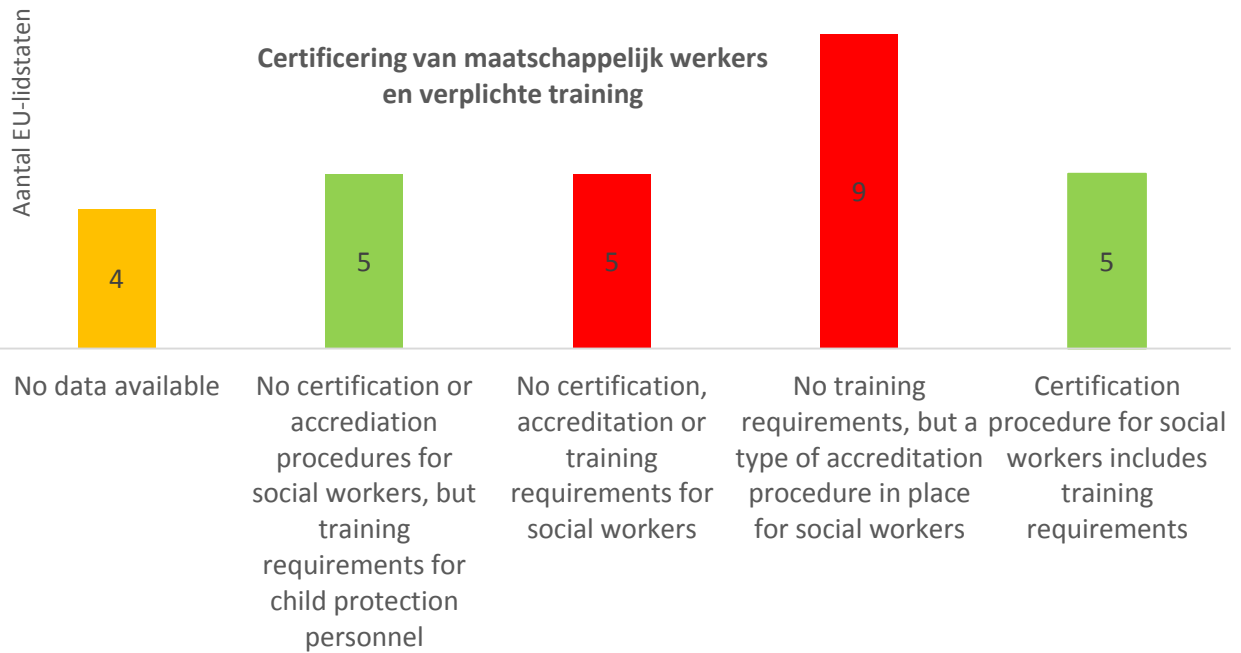 Aantal EU-lidstaten
Certificering van maatschappelijk werkers
en verplichte training
4
5
5
9
5
No data available
No certification or
accrediation
procedures for
social workers, but
training
requirements for
child protection
personnel
No certification,
accreditation or
training
requirements for
social workers
No training
requirements, but a
type of accreditation
procedure in place
for social workers
Certification
procedure for social
workers includes
training
requirements